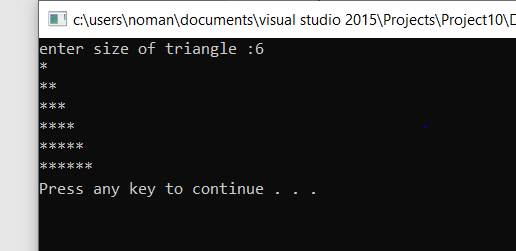 c:\users\noman\documents\visual studio 2015\Projects\Project10\D
enter size of triangle :6
*
**
***
****
*****
******
Press any key to continue . . .